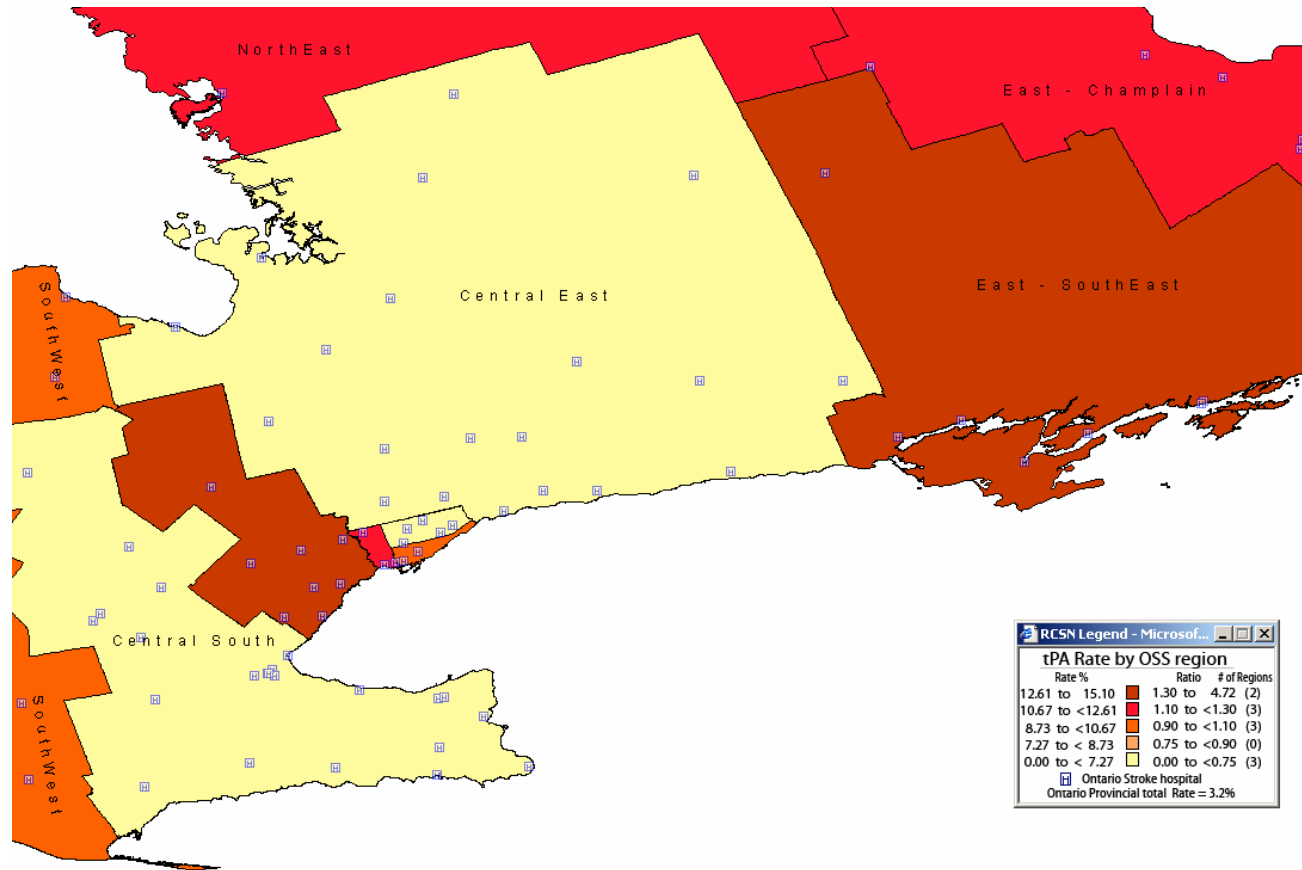 NorthEast
East - Champlain
East - SouthEast
Central East
SouthWest
Central South
SouthWest
RCSN Legend - Microsof...
tPA Rate by OSS region
Rate % Ratio # of Regions
12.61 to 15.10 1.30 to 4.72 (2)
10.67 to <12.61 1.10 to <1.30 (3)
8.73 to <10.67 0.90 to <1.10 (3)
7.27 to < 8.73 0.75 to <0.90 (0)
0.00 to < 7.27 0.00 to <0.75 (3)
H Ontario Stroke hospital
Ontario Provincial total Rate = 3.2%